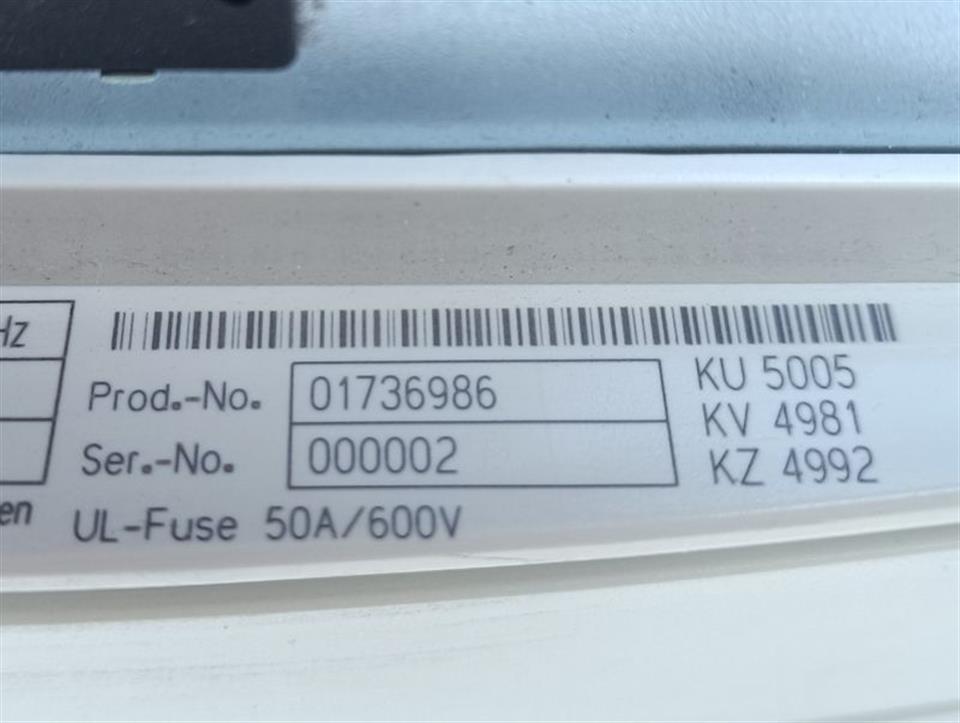 Hz
Prod.-No. 01736986 KU 5005
KV 4981
Ser.-No. 000002 KZ 4992
en
UL-Fuse 50A/600V